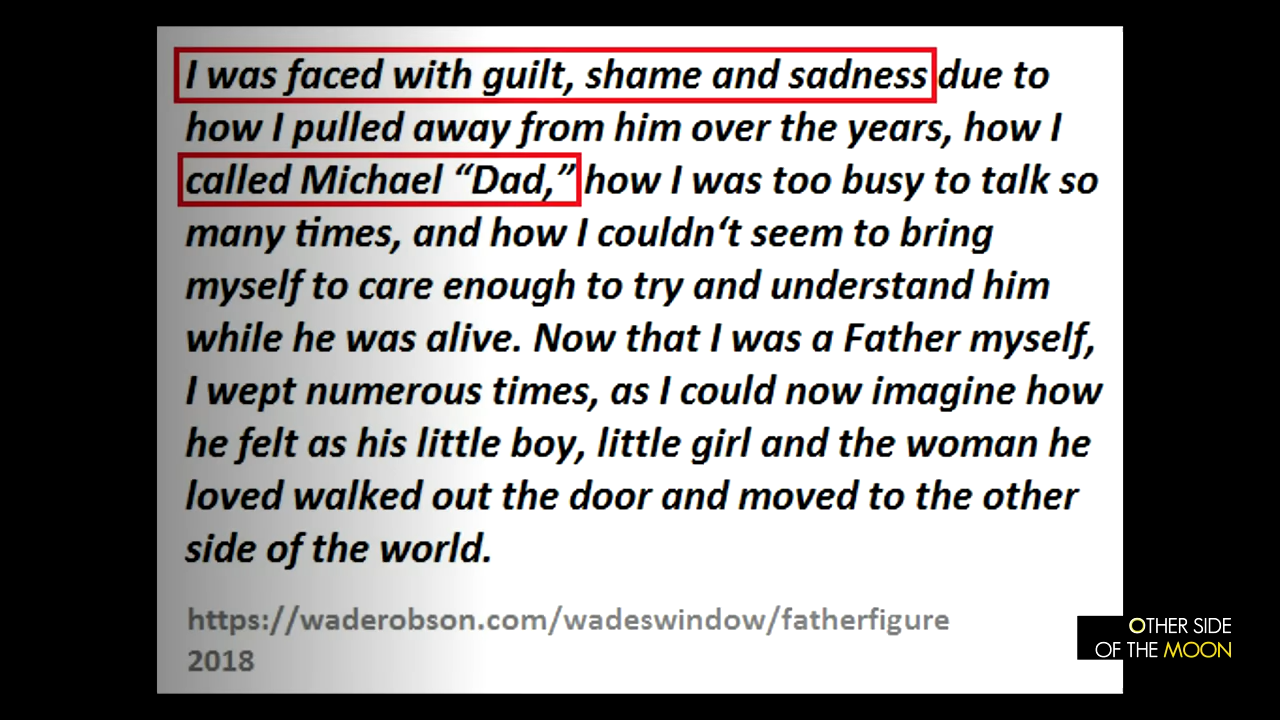 I was faced with guilt, shame and sadness due to
how I pulled away from him over the years, how I
called Michael “Dad,” how I was too busy to talk so
many times, and how I couldn‘t seem to bring
myself to care enough to try and understand him
while he was alive. Now that I was a Father myself,
I wept numerous times, as I could now imagine how
he felt as his little boy, little girl and the woman he
loved walked out the door and moved to the other
side of the world.
https://waderobson.com/wadeswindow/fatherfigure
2018
OTHER SIDE
OF THE MOON